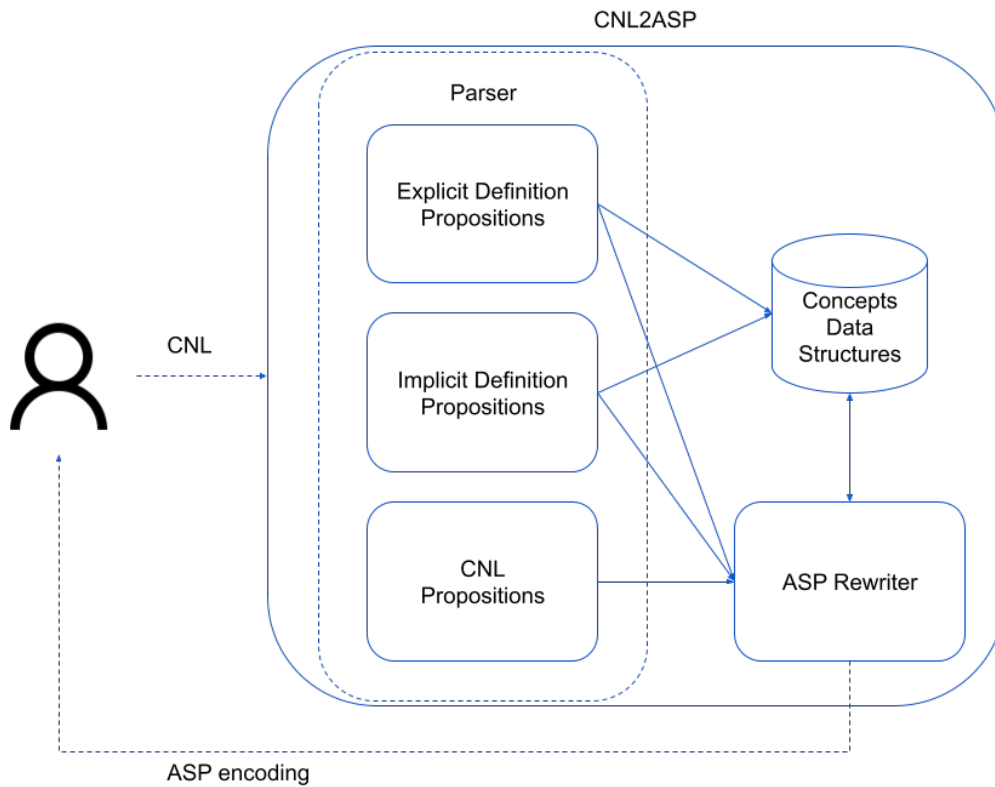 CNL2ASP
Parser
Explicit Definition
Propositions
Concepts
Data
Structures
CNL
Implicit Definition
Propositions
CNL
Propositions
ASP Rewriter
ASP encoding